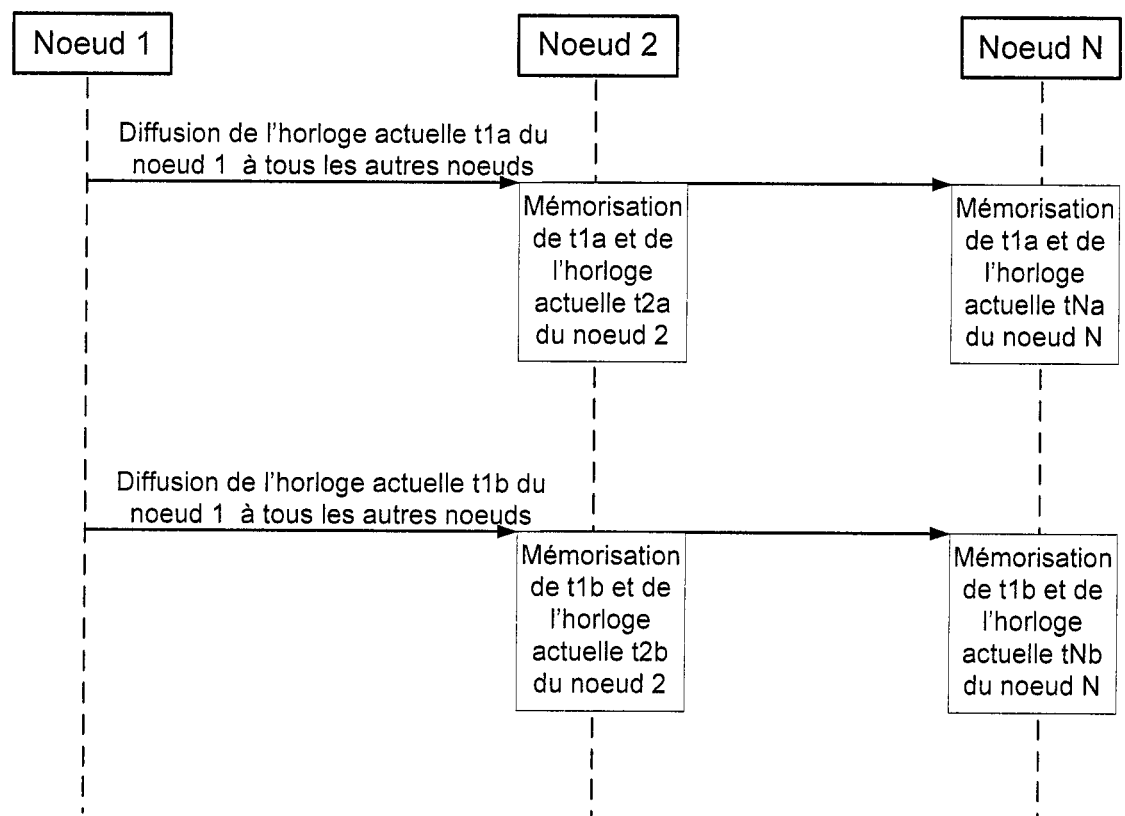 Noeud 1
Noeud 2
Noeud N
Diffusion de l'horloge actuelle t1a du
noeud 1 à tous les autres noeuds
Mémorisation
de t1a et de
l'horloge
actuelle t2a
du noeud 2
Mémorisation
de t1a et de
l'horloge
actuelle tNa
du noeud N
Diffusion de l'horloge actuelle t1b du
noeud 1 à tous les autres noeuds
Mémorisation
de t1b et de
l'horloge
actuelle t2b
du noeud 2
Mémorisation
de t1b et de
l'horloge
actuelle tNb
du noeud N